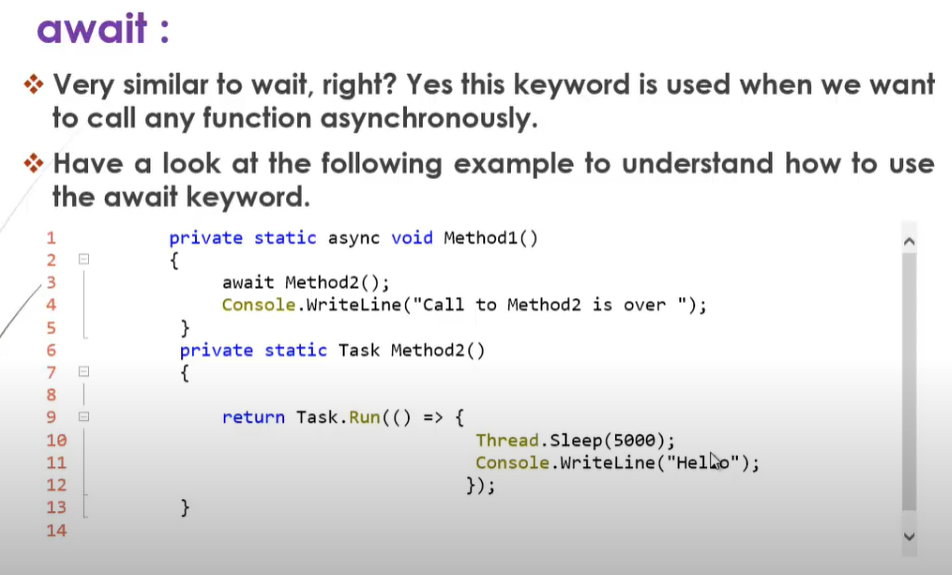 await :
Very similar to wait, right? Yes this keyword is used when we want
to call any function asynchronously.
Have a look at the following example to understand how to use
the await keyword.
1 private static async void Method1()
2 {
3 await Method2();
4 Console.WriteLine("Call to Method2 is over ");
5 }
6 private static Task Method2()
7 {
8
9 return Task.Run(() => {
10 Thread.Sleep(5000);
11 Console.WriteLine("Hello");
12 });
13 }
14